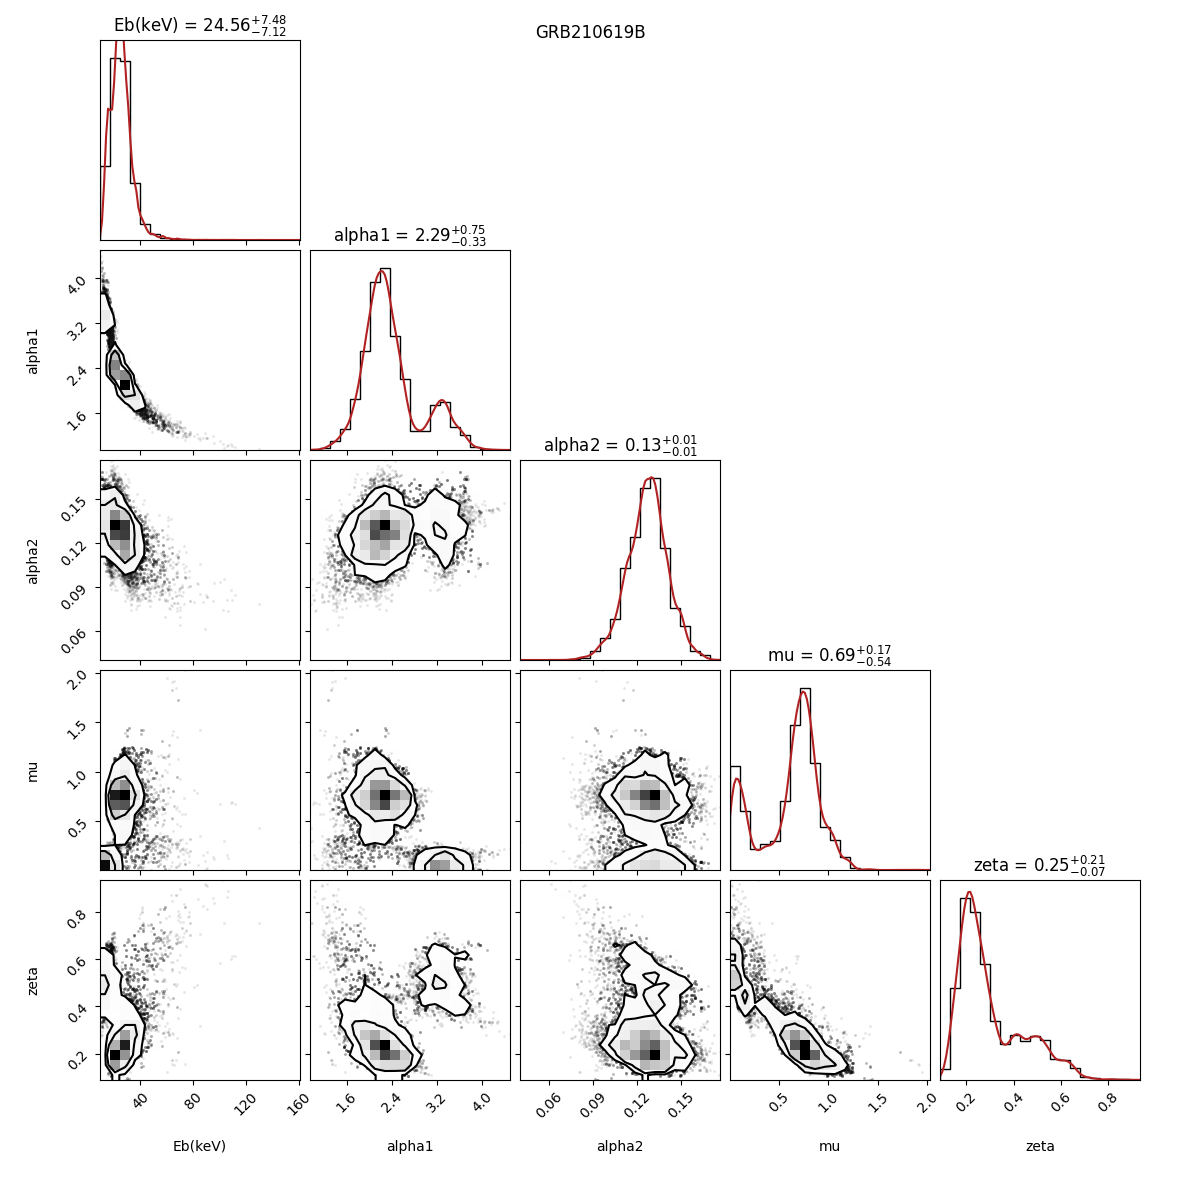 GRB210619B
Eb(keV) = 24.56+7.48 −7.12
alpha1 = 2.29+0.75 −0.33
4.0
3.2
2.4
1.6
alpha1
alpha2 = 0.13+0.01 −0.01
0.15
0.12
0.09
0.06
alpha2
mu = 0.69+0.17 −0.54
2.0
1.5
1.0
0.5
mu
zeta = 0.25+0.21 −0.07
0.8
0.6
0.4
0.2
zeta
40 80 120 160
1.6 2.4 3.2 4.0
0.06 0.09 0.12 0.15
0.5 1.0 1.5 2.0
0.2 0.4 0.6 0.8
Eb(keV) alpha1 alpha2 mu zeta